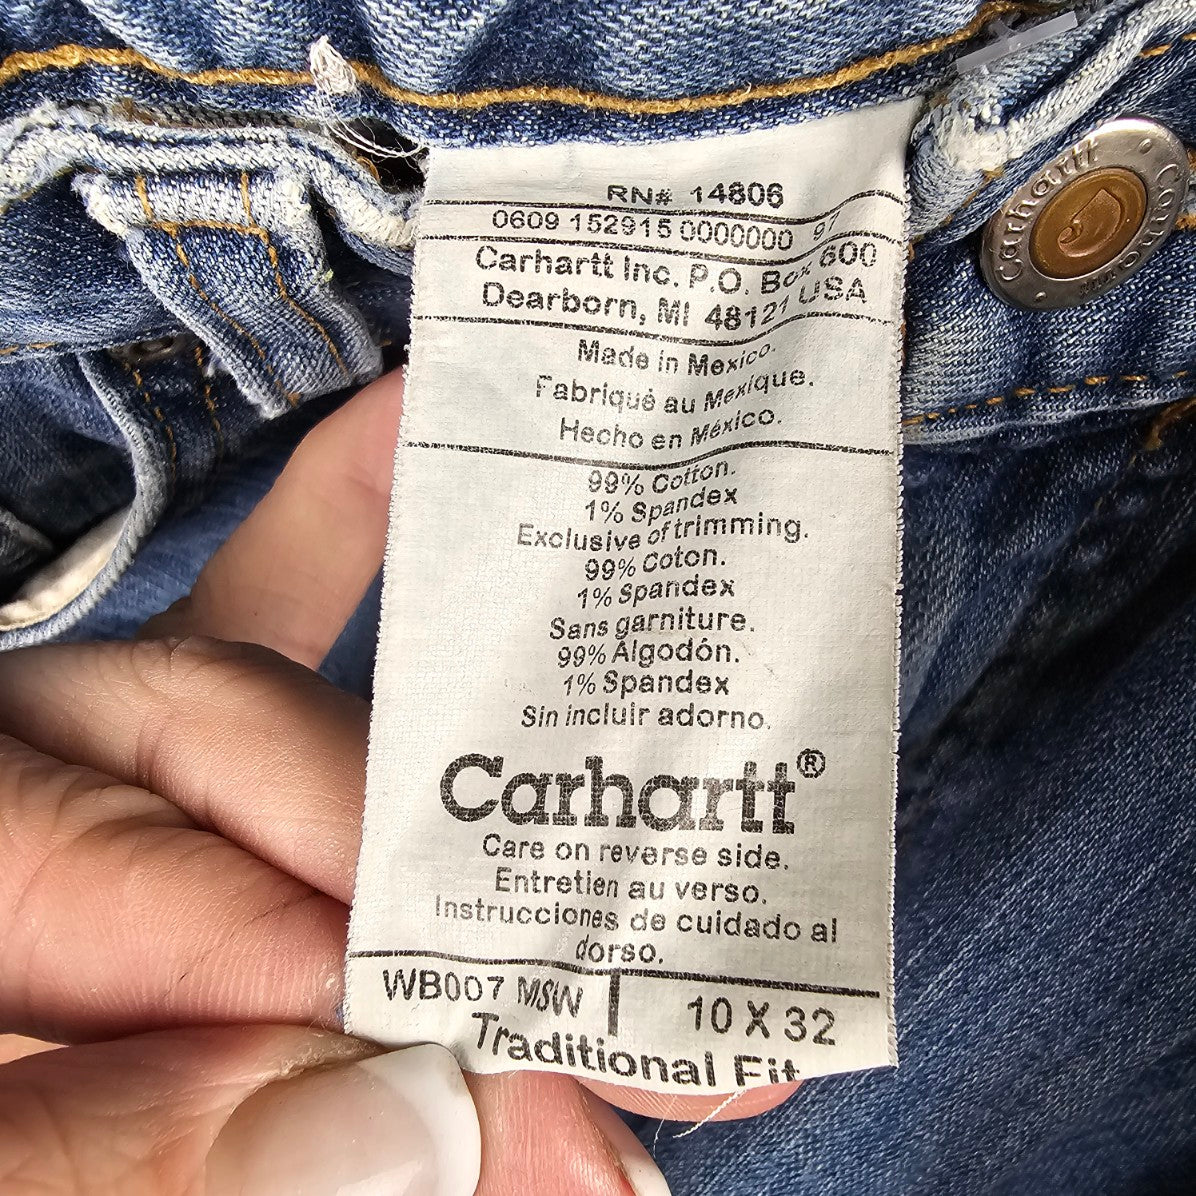 RN# 14806
0609 152915 0000000 97
Carhartt Inc. P.O. Box 600
Dearborn, MI 48121 USA
Made in Mexico.
Fabriqué au Mexique.
Hecho en México.
99% Cotton.
1% Spandex
Exclusive of trimming.
99% Coton.
1% Spandex
Sans garniture.
99% Algodón.
1% Spandex
Sin incluir adorno.
Carhartt®
Care on reverse side.
Entretien au verso.
Instrucciones de cuidado al
dorso.
WB007 MSW 10 X 32
Traditional Fit
Carhartt